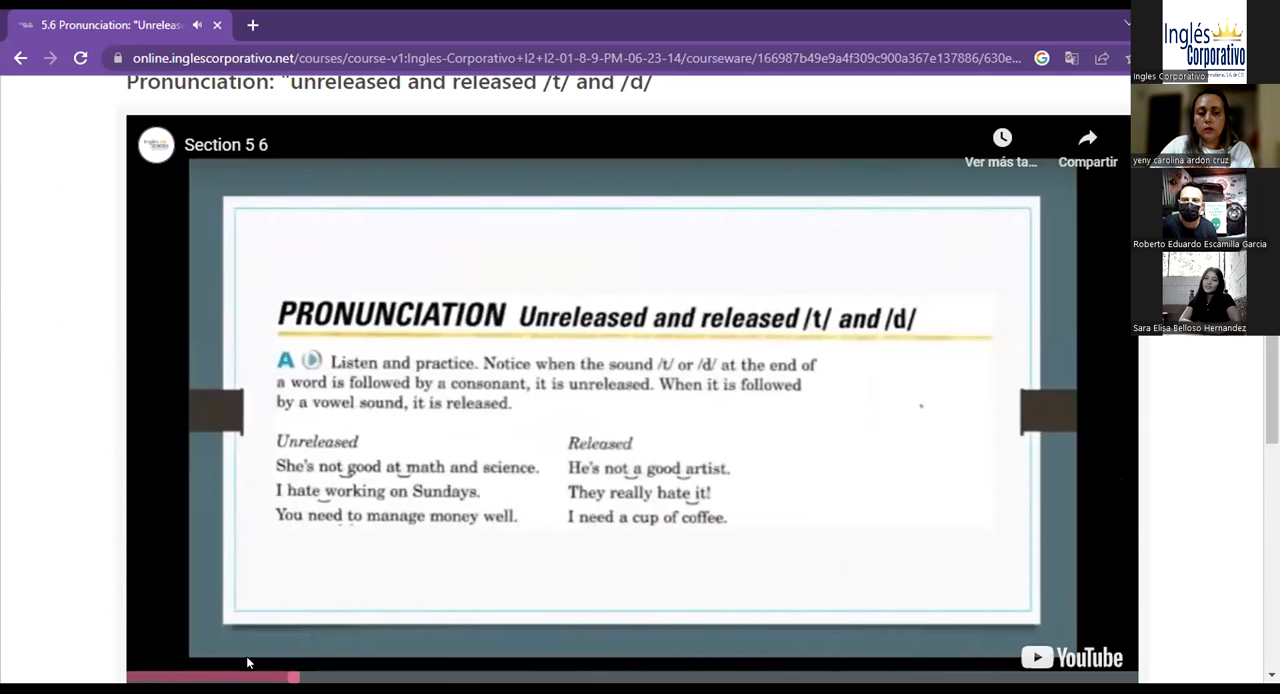 5.6 Pronunciation: "Unreleas
online.inglescorporativo.net/courses/course-v1:Ingles-Corporativo+I2+I2-01-8-9-PM-06-23-14/courseware/166987b49e9a4f309c900a367e137886/630e...
Pronunciation: "unreleased and released /t/ and /d/
Section 5 6
Ver más ta...
Compartir
PRONUNCIATION Unreleased and released /t/ and /d/
A Listen and practice. Notice when the sound /t/ or /d/ at the end of
a word is followed by a consonant, it is unreleased. When it is followed
by a vowel sound, it is released.
Unreleased
She's not good at math and science.
I hate working on Sundays.
You need to manage money well.
Released
He's not a good artist.
They really hate it!
I need a cup of coffee.
YouTube
Inglés
Corporativo
Ingles Corporativo
yeny carolina ardón cruz
Roberto Eduardo Escamilla Garcia
Sara Elisa Belloso Hernandez